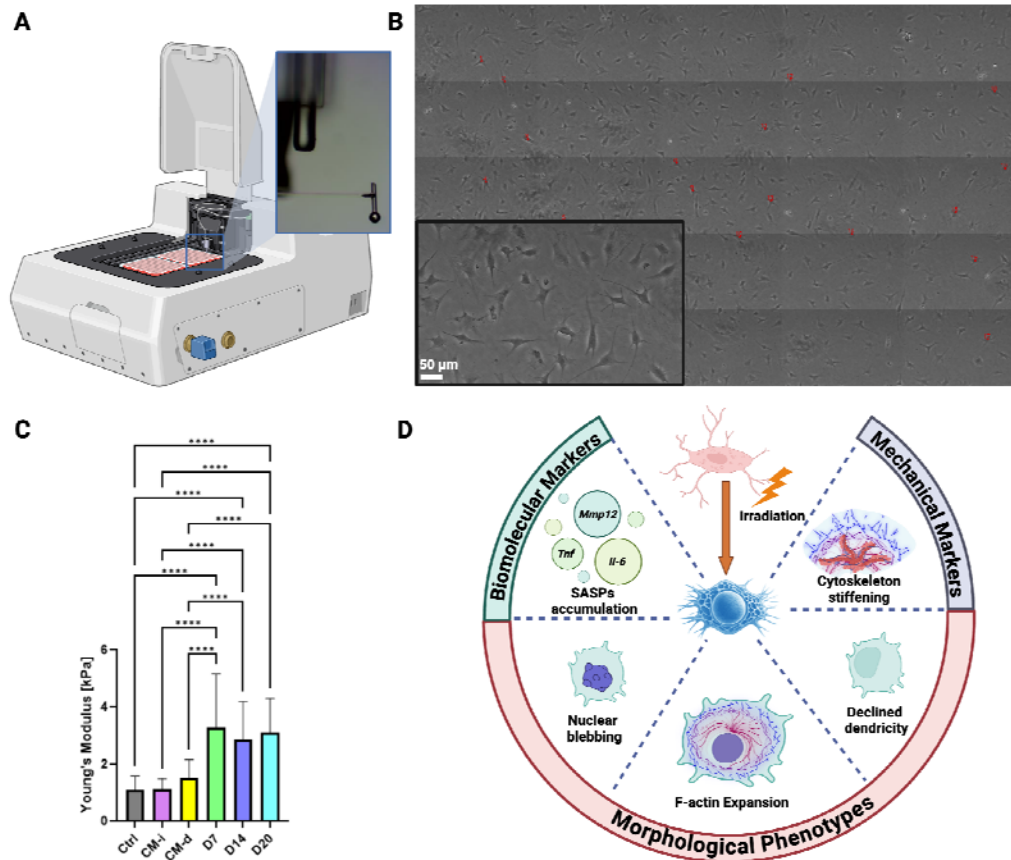 A
B
50 µm
C
****
****
****
****
****
****
****
****
****
Young's Modulus [kPa]
6
4
2
0
Ctrl
CM-i
CM-d
D7
D14
D20
D
Biomolecular Markers
Mechanical Markers
Morphological Phenotypes
Irradiation
Mmp12
Tnf
Il-6
SASPs
accumulation
Cytoskeleton
stiffening
Nuclear
blebbing
F-actin Expansion
Declined
dendricity